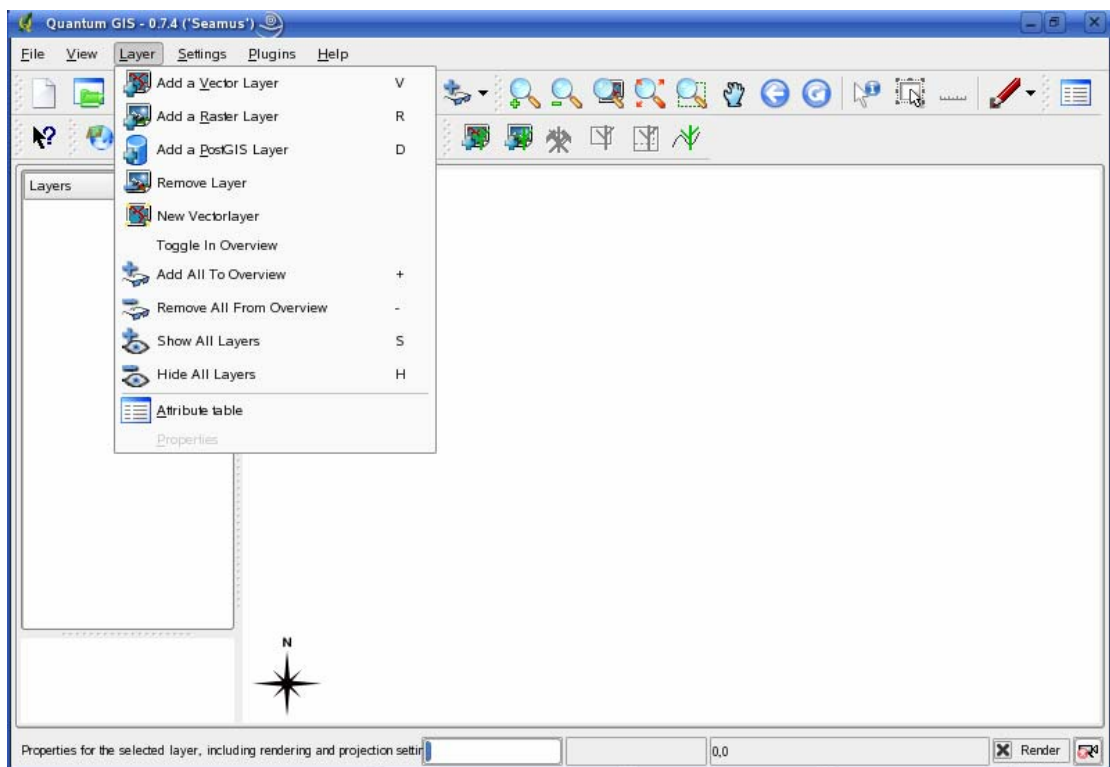 Quantum GIS - 0.7.4 ('Seamus')
File View Layer Settings Plugins Help
Add a Vector Layer V
Add a Raster Layer R
Add a PostGIS Layer D
Remove Layer
New Vectorlayer
Toggle In Overview
Add All To Overview +
Remove All From Overview -
Show All Layers S
Hide All Layers H
Attribute table
Properties
Layers
N
Properties for the selected layer, including rendering and projection settin
0,0
Render